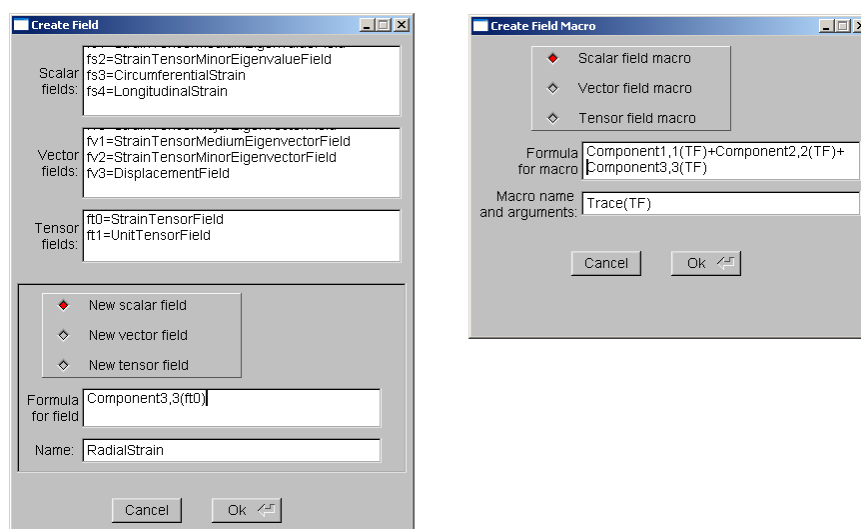 Create Field
Scalar
fields:
fs2=StrainTensorMinorEigenvalueField
fs3=CircumferentialStrain
fs4=LongitudinalStrain
Vector
fields:
fv1=StrainTensorMediumEigenvectorField
fv2=StrainTensorMinorEigenvectorField
fv3=DisplacementField
Tensor
fields:
ft0=StrainTensorField
ft1=UnitTensorField
New scalar field
New vector field
New tensor field
Formula
for field
Component3,3(ft0)
Name:
RadialStrain
Cancel
Ok
Create Field Macro
Scalar field macro
Vector field macro
Tensor field macro
Formula
for macro
Component1,1(TF)+Component2,2(TF)+
Component3,3(TF)
Macro name
and arguments:
Trace(TF)
Cancel
Ok